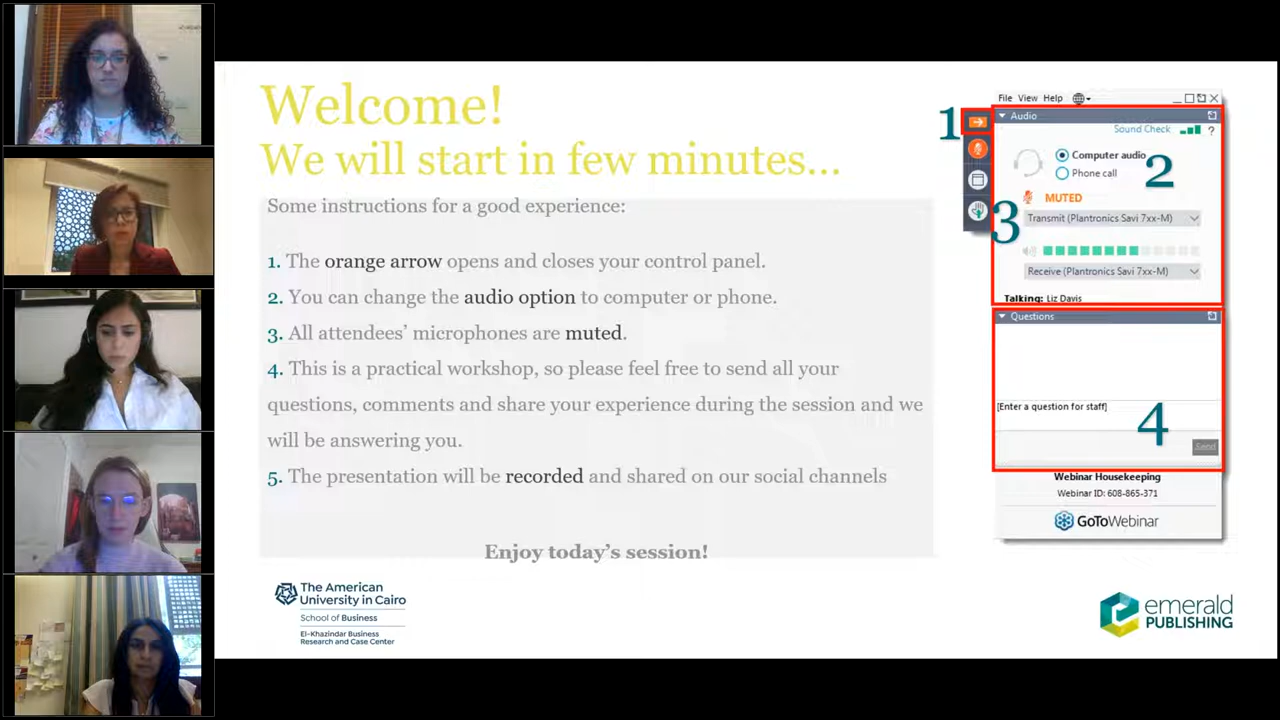 Welcome!
We will start in few minutes...
Some instructions for a good experience:
1. The orange arrow opens and closes your control panel.
2. You can change the audio option to computer or phone.
3. All attendees' microphones are muted.
4. This is a practical workshop, so please feel free to send all your
questions, comments and share your experience during the session and we
will be answering you.
5. The presentation will be recorded and shared on our social channels
Enjoy today's session!
The American
University in Cairo
School of Business
El-Khazindar Business
Research and Case Center
1
File View Help
Audio
Sound Check ?
Computer audio
2
Phone call
3
MUTED
Transmit (Plantronics Savi 7xx-M)
Receive (Plantronics Savi 7xx-M)
Talking: Liz Davis
Questions
[Enter a question for staff]
4
Send
Webinar Housekeeping
Webinar ID: 608-865-371
GoToWebinar
emerald
PUBLISHING